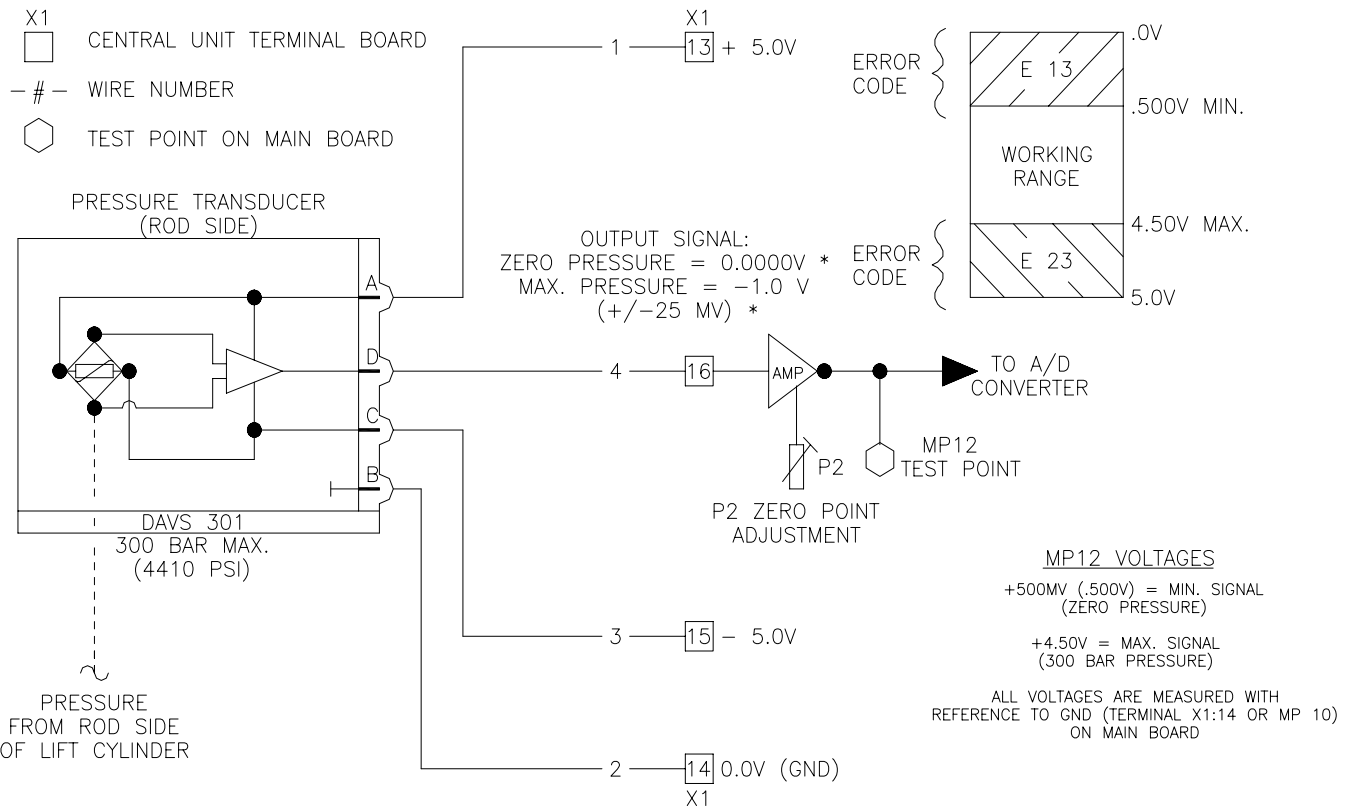 X1
CENTRAL UNIT TERMINAL BOARD
-#- WIRE NUMBER
TEST POINT ON MAIN BOARD
PRESSURE TRANSDUCER
(ROD SIDE)
A
D
C
B
DAVS 301
300 BAR MAX.
(4410 PSI)
PRESSURE
FROM ROD SIDE
OF LIFT CYLINDER
X1
1
13 + 5.0V
OUTPUT SIGNAL:
ZERO PRESSURE = 0.0000V *
MAX. PRESSURE = -1.0 V
(+/-25 MV) *
4
16
AMP
TO A/D
CONVERTER
P2
MP12
TEST POINT
P2 ZERO POINT
ADJUSTMENT
3
15 - 5.0V
2
14 0.0V (GND)
X1
ERROR
CODE
E 13
.0V
.500V MIN.
WORKING
RANGE
4.50V MAX.
ERROR
CODE
E 23
5.0V
MP12 VOLTAGES
+500MV (.500V) = MIN. SIGNAL
(ZERO PRESSURE)
+4.50V = MAX. SIGNAL
(300 BAR PRESSURE)
ALL VOLTAGES ARE MEASURED WITH
REFERENCE TO GND (TERMINAL X1:14 OR MP 10)
ON MAIN BOARD